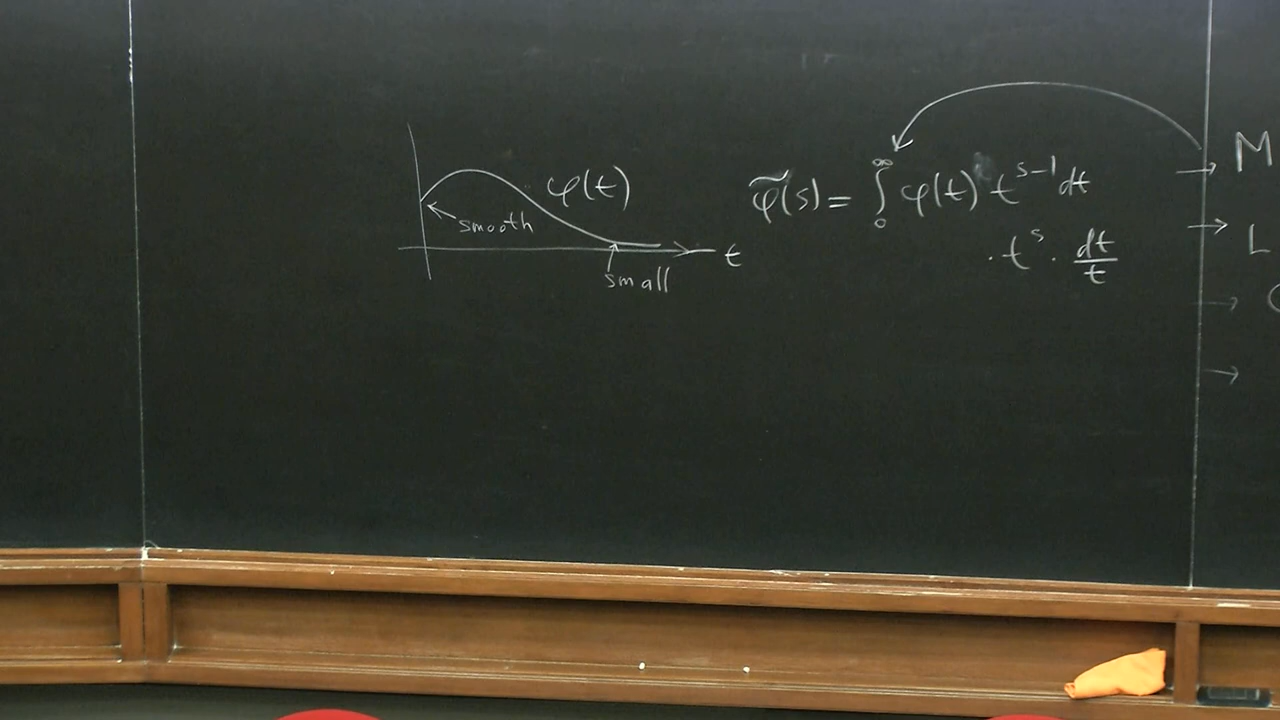 φ(t)
smooth
small
t
φ̃(s) = ∫₀^∞ φ(t) t^{s-1} dt
· t^s · dt/t
→ M
→ L
→
→